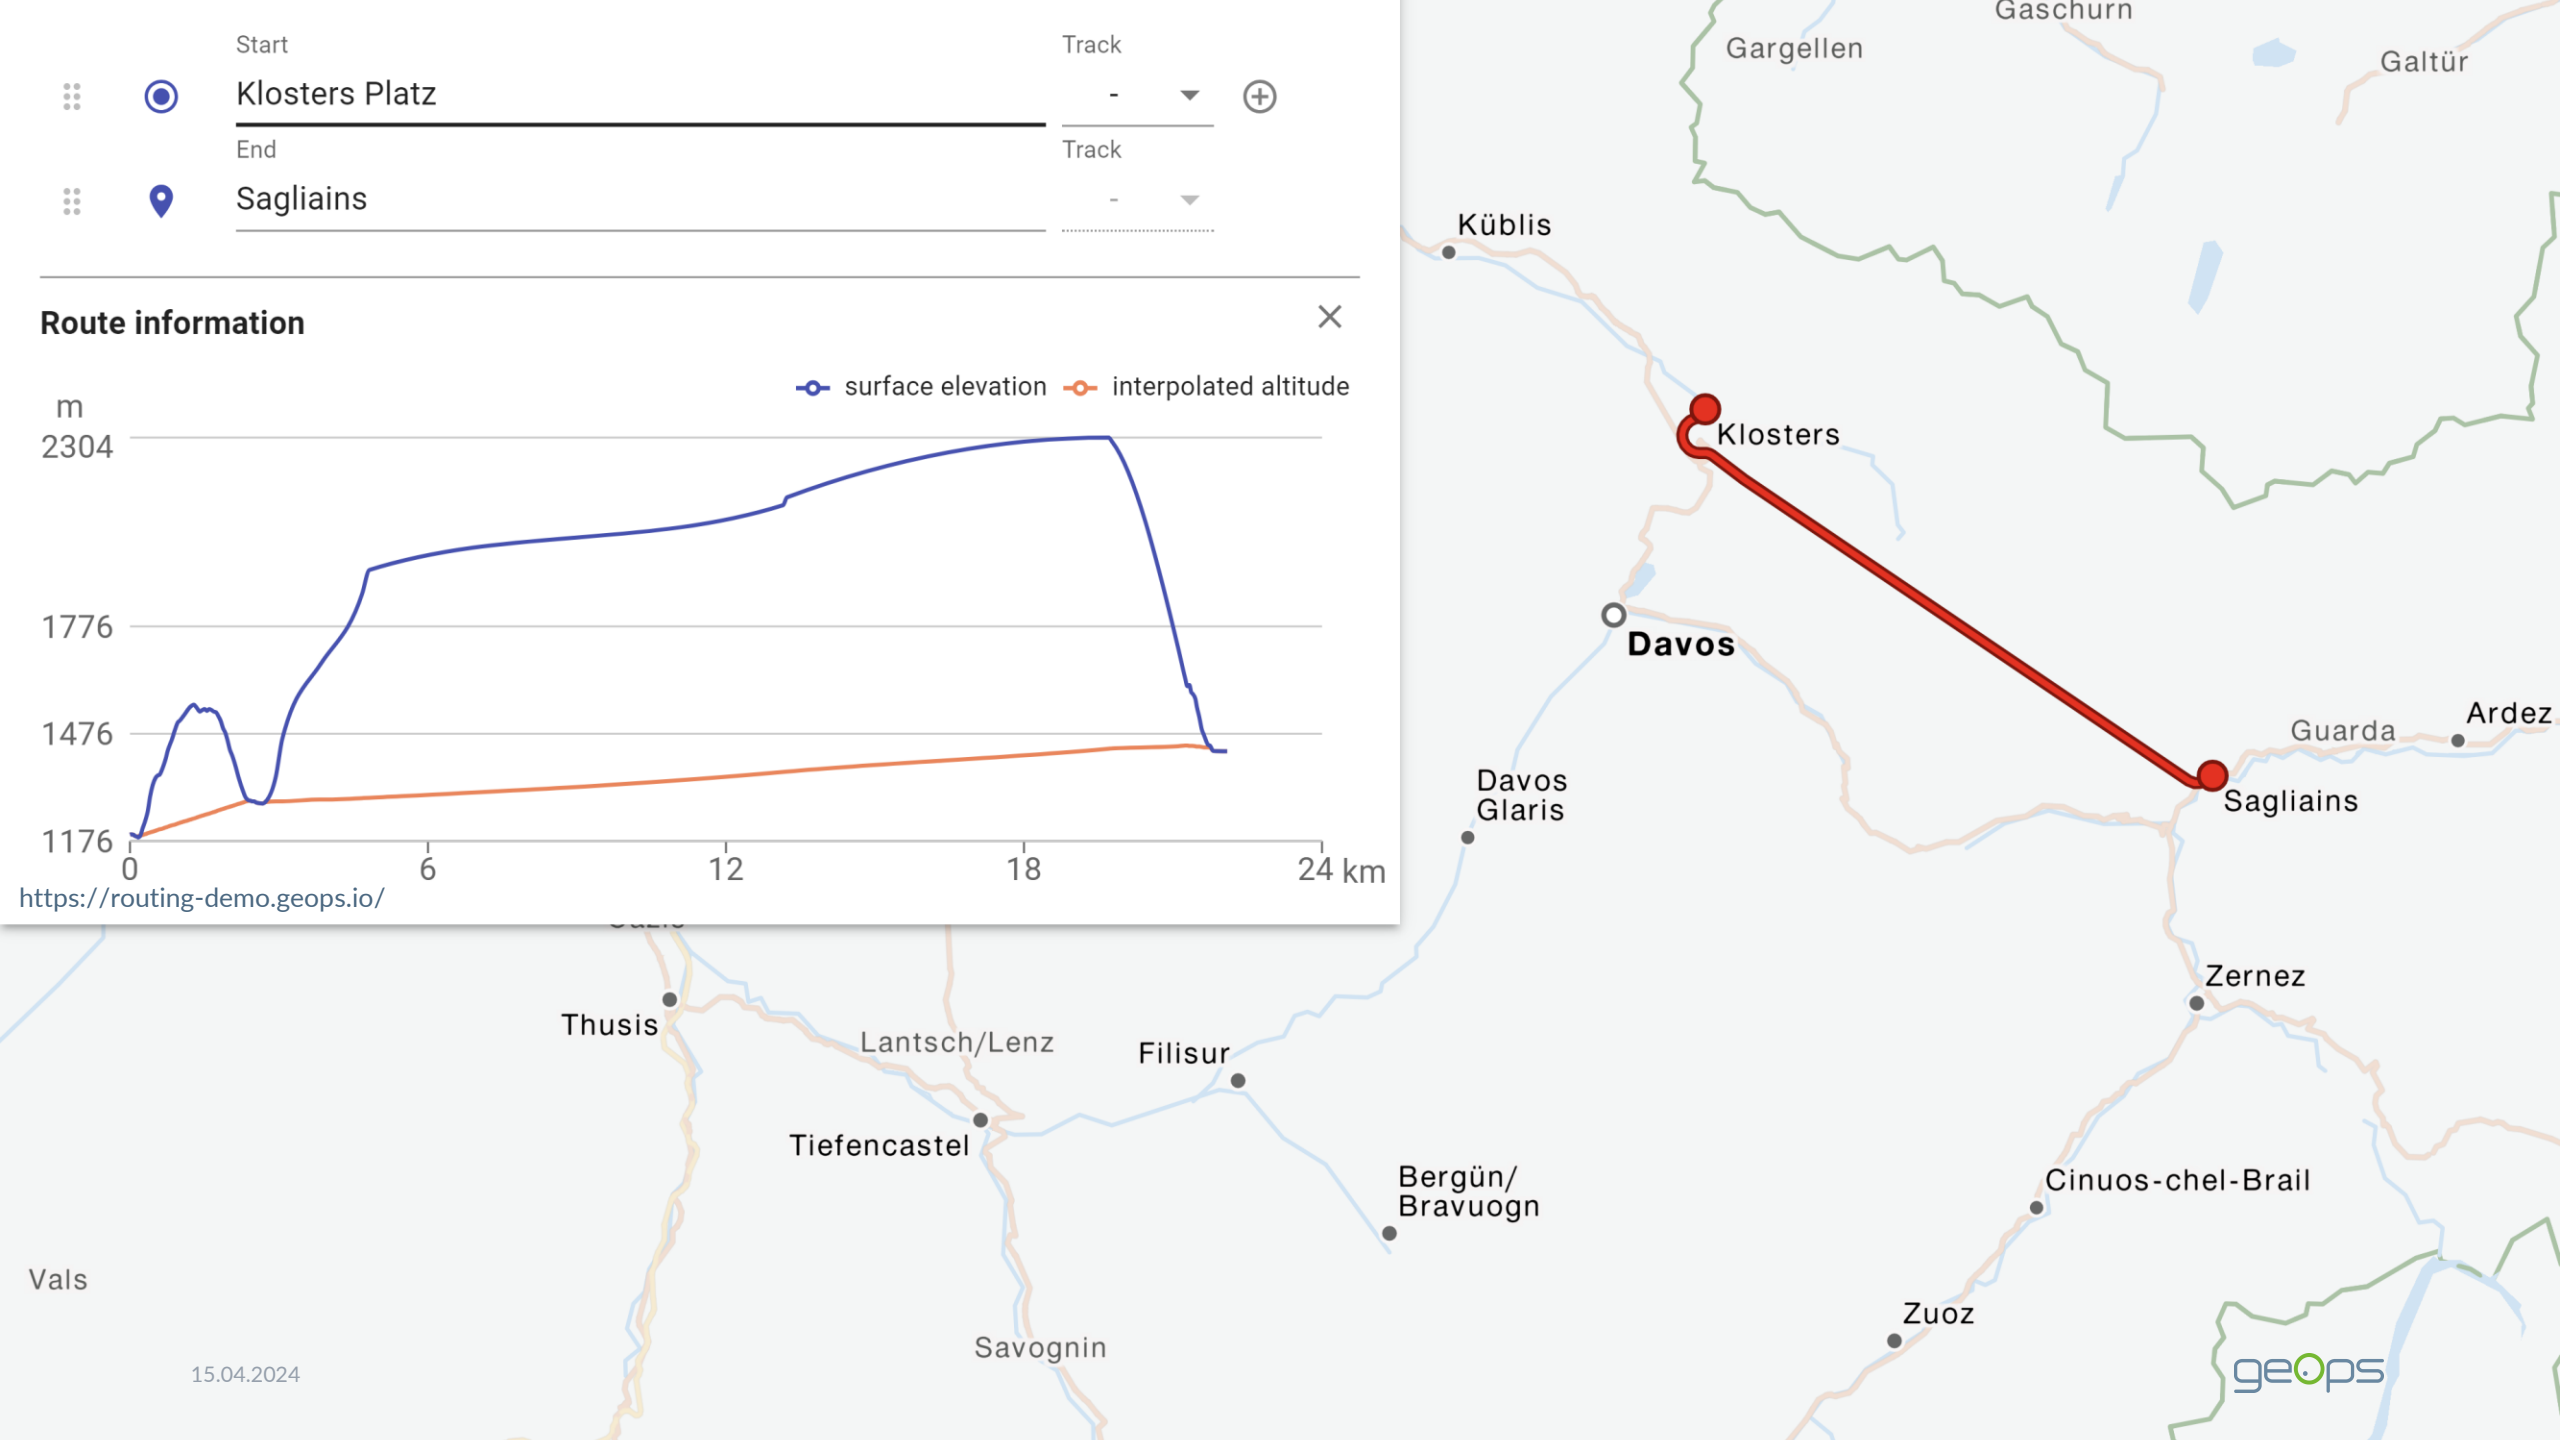 Start
Track
Klosters Platz
-
End
Track
Sagliains
-
Route information
surface elevation
interpolated altitude
m
2304
1776
1476
1176
0
6
12
18
24 km
https://routing-demo.geops.io/
Gaschurn
Gargellen
Galtür
Küblis
Klosters
Davos
Ardez
Guarda
Davos
Glaris
Sagliains
Zernez
Thusis
Lantsch/Lenz
Filisur
Tiefencastel
Bergün/
Bravuogn
Cinuos-chel-Brail
Vals
Zuoz
Savognin
15.04.2024
geops